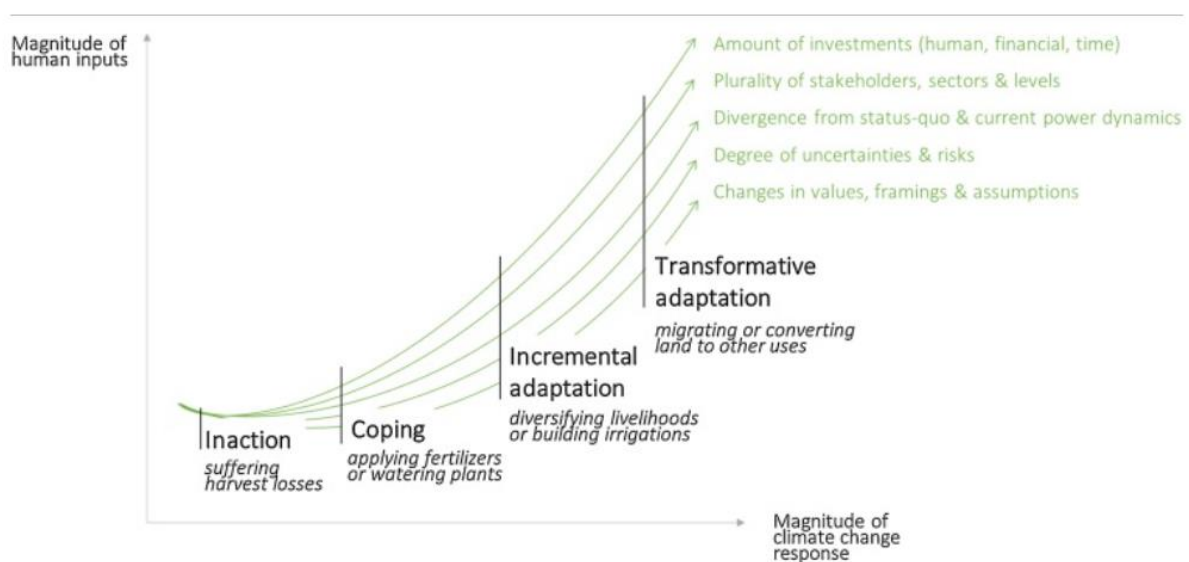 Magnitude of
human inputs
Amount of investments (human, financial, time)
Plurality of stakeholders, sectors & levels
Divergence from status-quo & current power dynamics
Degree of uncertainties & risks
Changes in values, framings & assumptions
Transformative
adaptation
migrating or converting
land to other uses
Incremental
adaptation
diversifying livelihoods
or building irrigations
Coping
applying fertilizers
or watering plants
Inaction
suffering
harvest losses
Magnitude of
climate change
response